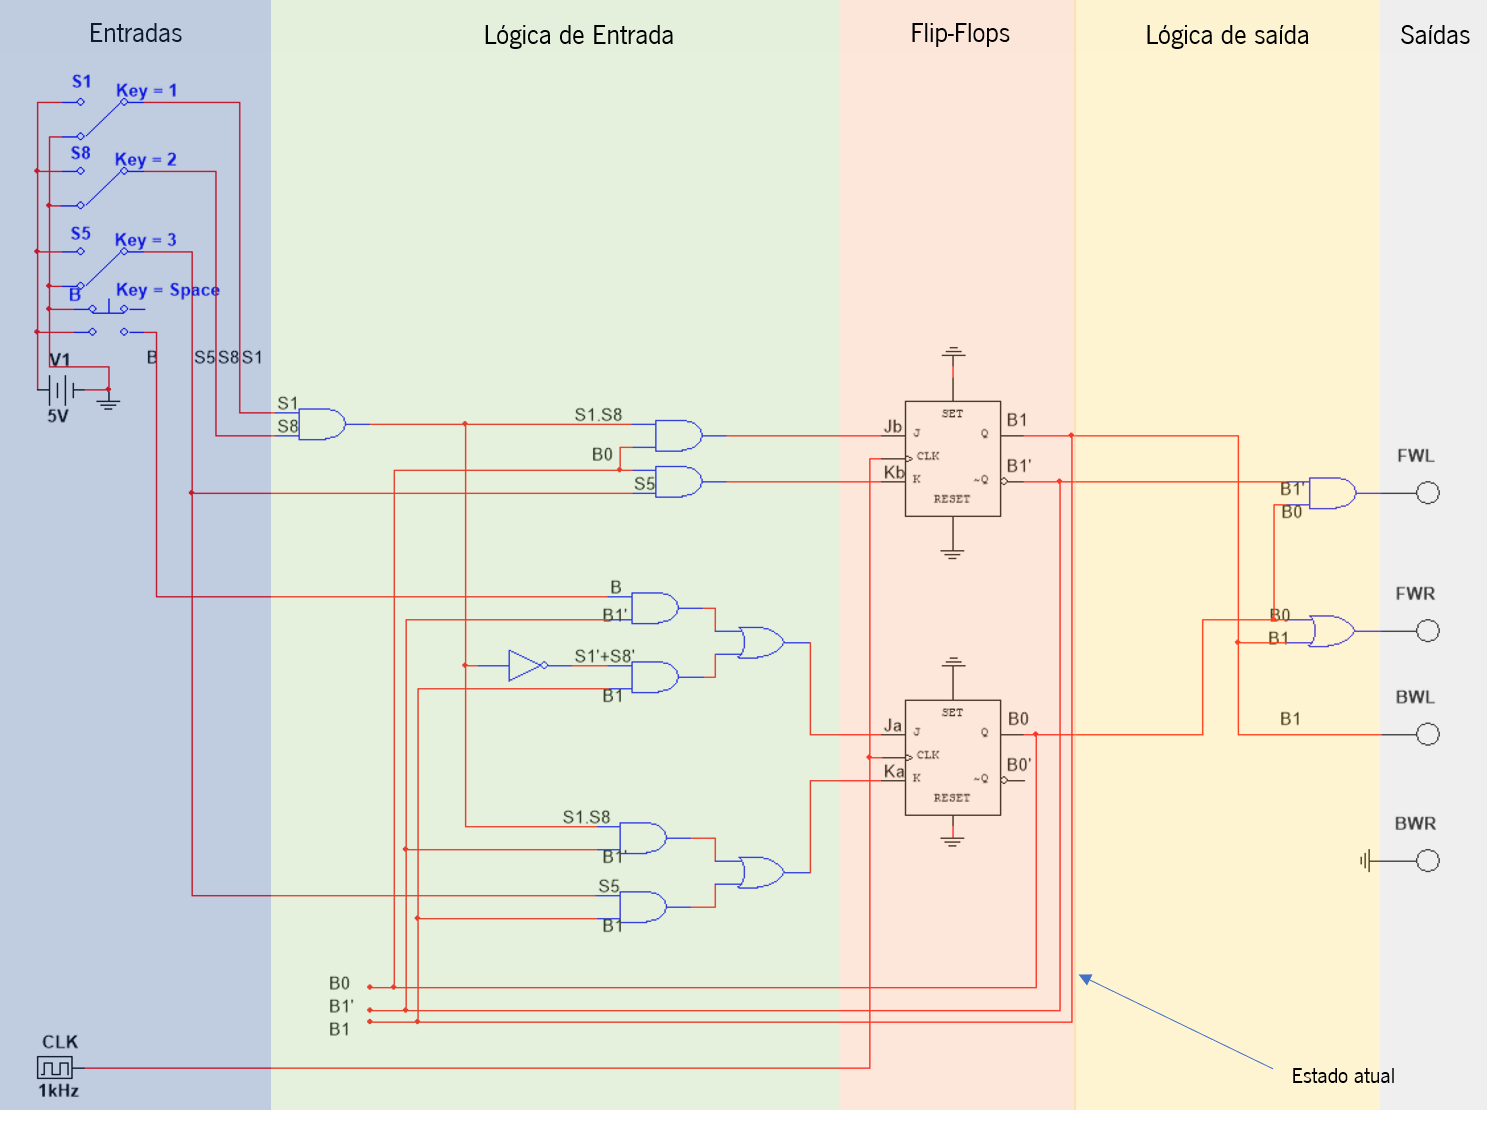 Entradas
Lógica de Entrada
Flip-Flops
Lógica de saída
Saídas
S1
Key = 1
S8
Key = 2
S5
Key = 3
B
Key = Space
V1
5V
B
S5
S8
S1
S1
S8
S1.S8
B0
S5
B
B1'
S1'+S8'
B1
S1.S8
B1'
S5
B1
B0
B1'
B1
CLK
1kHz
Jb
Kb
SET
J
Q
CLK
K
~Q
RESET
B1
B1'
Ja
Ka
SET
J
Q
CLK
K
~Q
RESET
B0
B0'
B1'
B0
B0
B1
B1
FWL
FWR
BWL
BWR
Estado atual